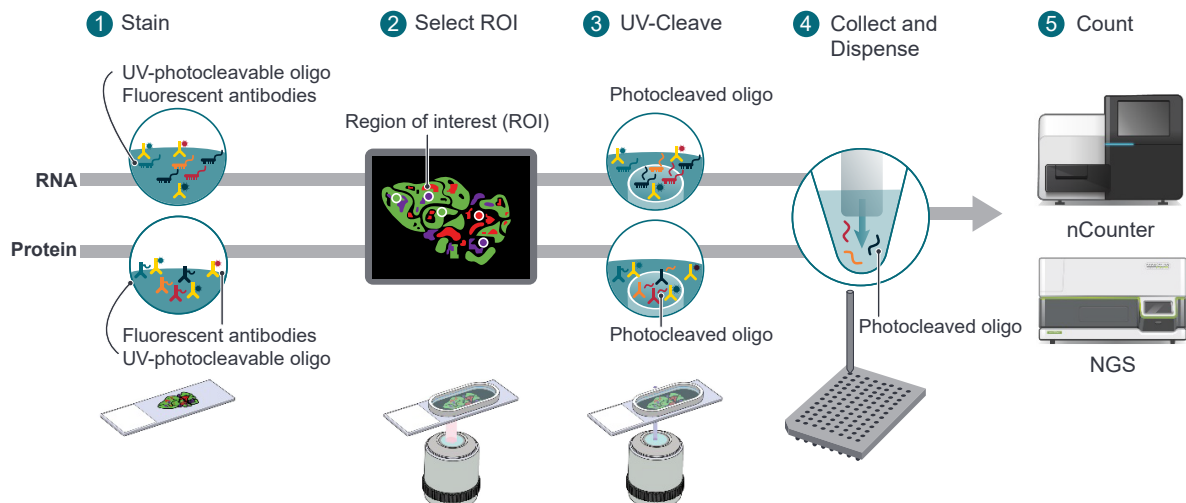 1 Stain
2 Select ROI
3 UV-Cleave
4 Collect and
Dispense
5 Count
UV-photocleavable oligo
Fluorescent antibodies
Region of interest (ROI)
Photocleaved oligo
RNA
Protein
nCounter
Fluorescent antibodies
UV-photocleavable oligo
Photocleaved oligo
Photocleaved oligo
NGS